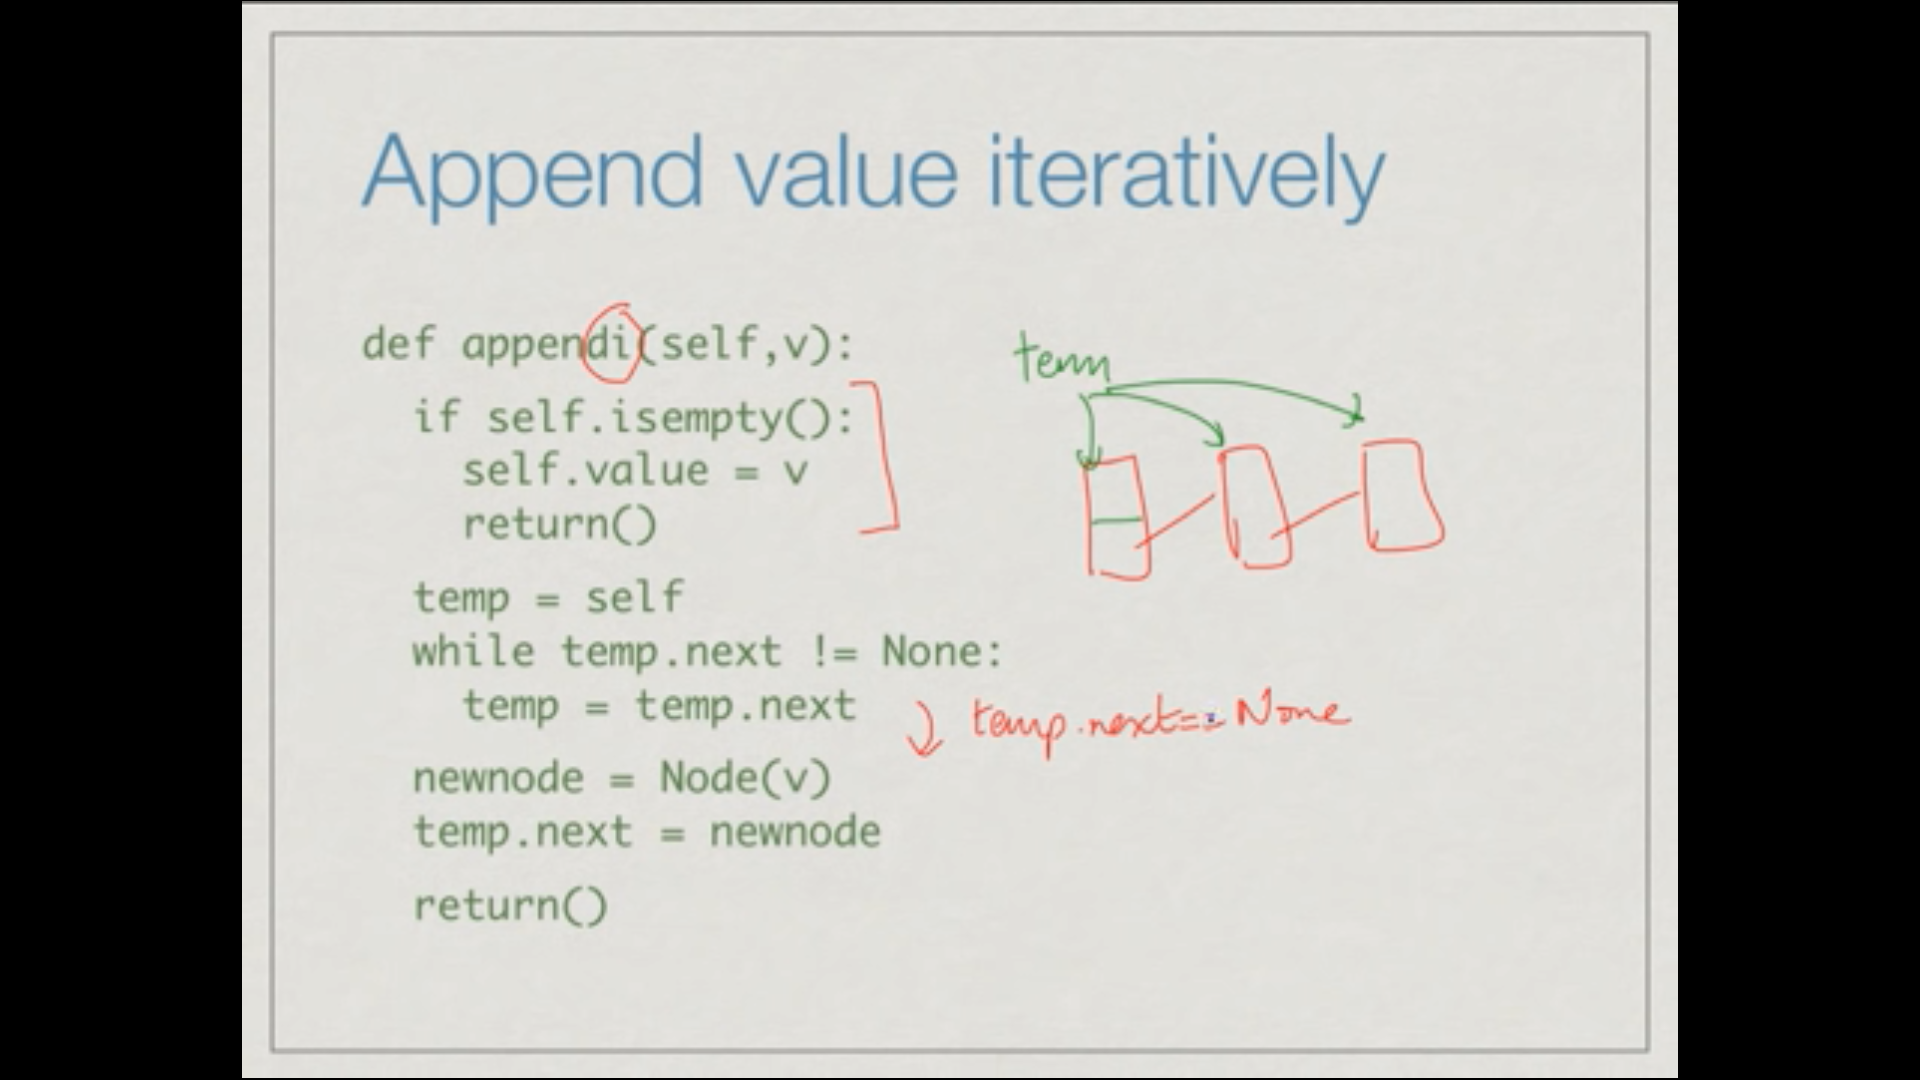 Append value iteratively
def appendi(self,v):
if self.isempty():
self.value = v
return()
temp = self
while temp.next != None:
temp = temp.next
newnode = Node(v)
temp.next = newnode
return()
temp.next== None